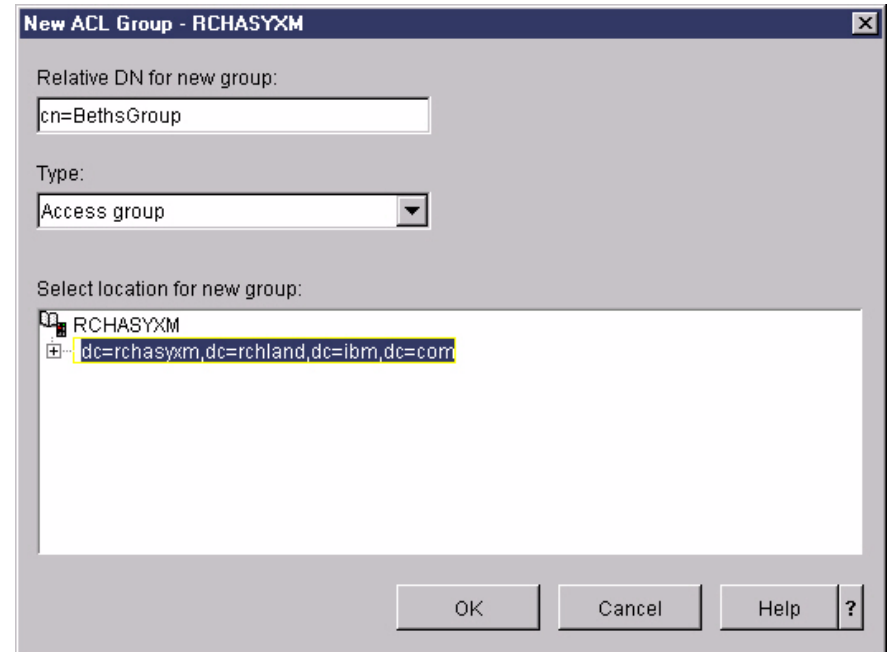 New ACL Group - RCHASYXM
Relative DN for new group:
cn=BethsGroup
Type:
Access group
Select location for new group:
RCHASYXM
dc=rchasyxm,dc=rchland,dc=ibm,dc=com
OK Cancel Help ?